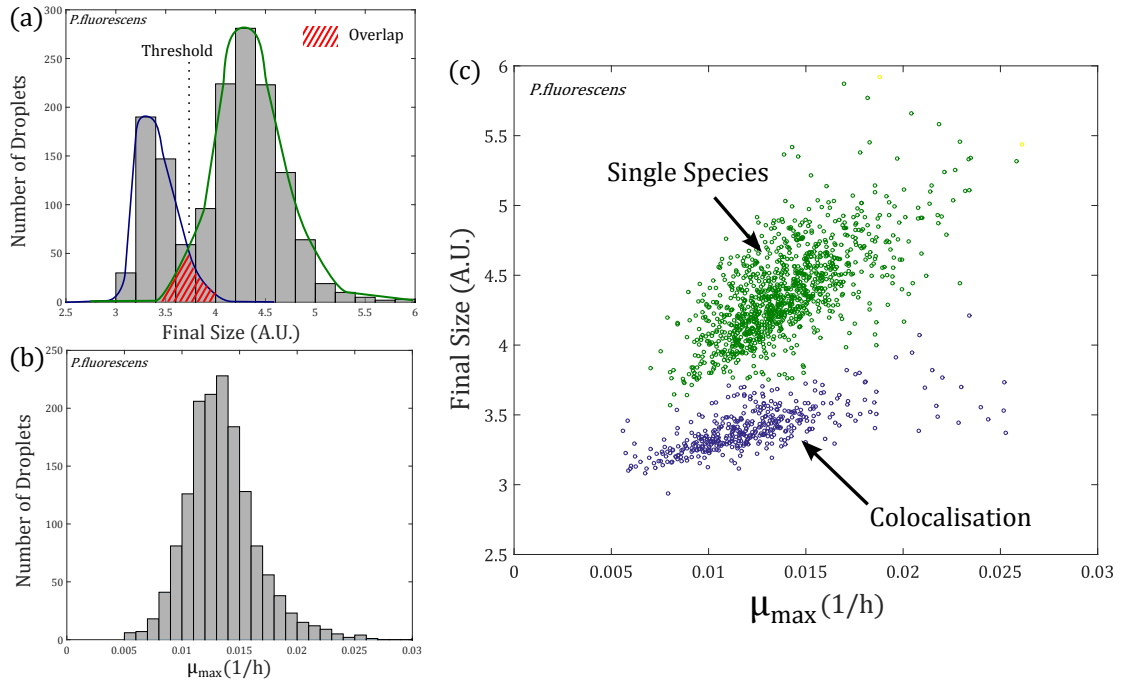 (a)
P.fluorescens
Threshold
Overlap
Number of Droplets
300
250
200
150
100
50
0
2.5 3 3.5 4 4.5 5 5.5 6
Final Size (A.U.)
(b)
P.fluorescens
Number of Droplets
250
200
150
100
50
0
0 0.005 0.01 0.015 0.02 0.025 0.03
μmax(1/h)
(c)
P.fluorescens
Single Species
Colocalisation
Final Size (A.U.)
6
5.5
5
4.5
4
3.5
3
2.5
0 0.005 0.01 0.015 0.02 0.025 0.03
μmax (1/h)